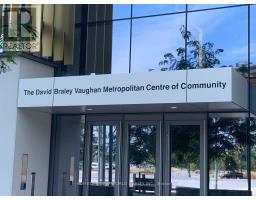 The David Braley Vaughan Metropolitan Centre of Community